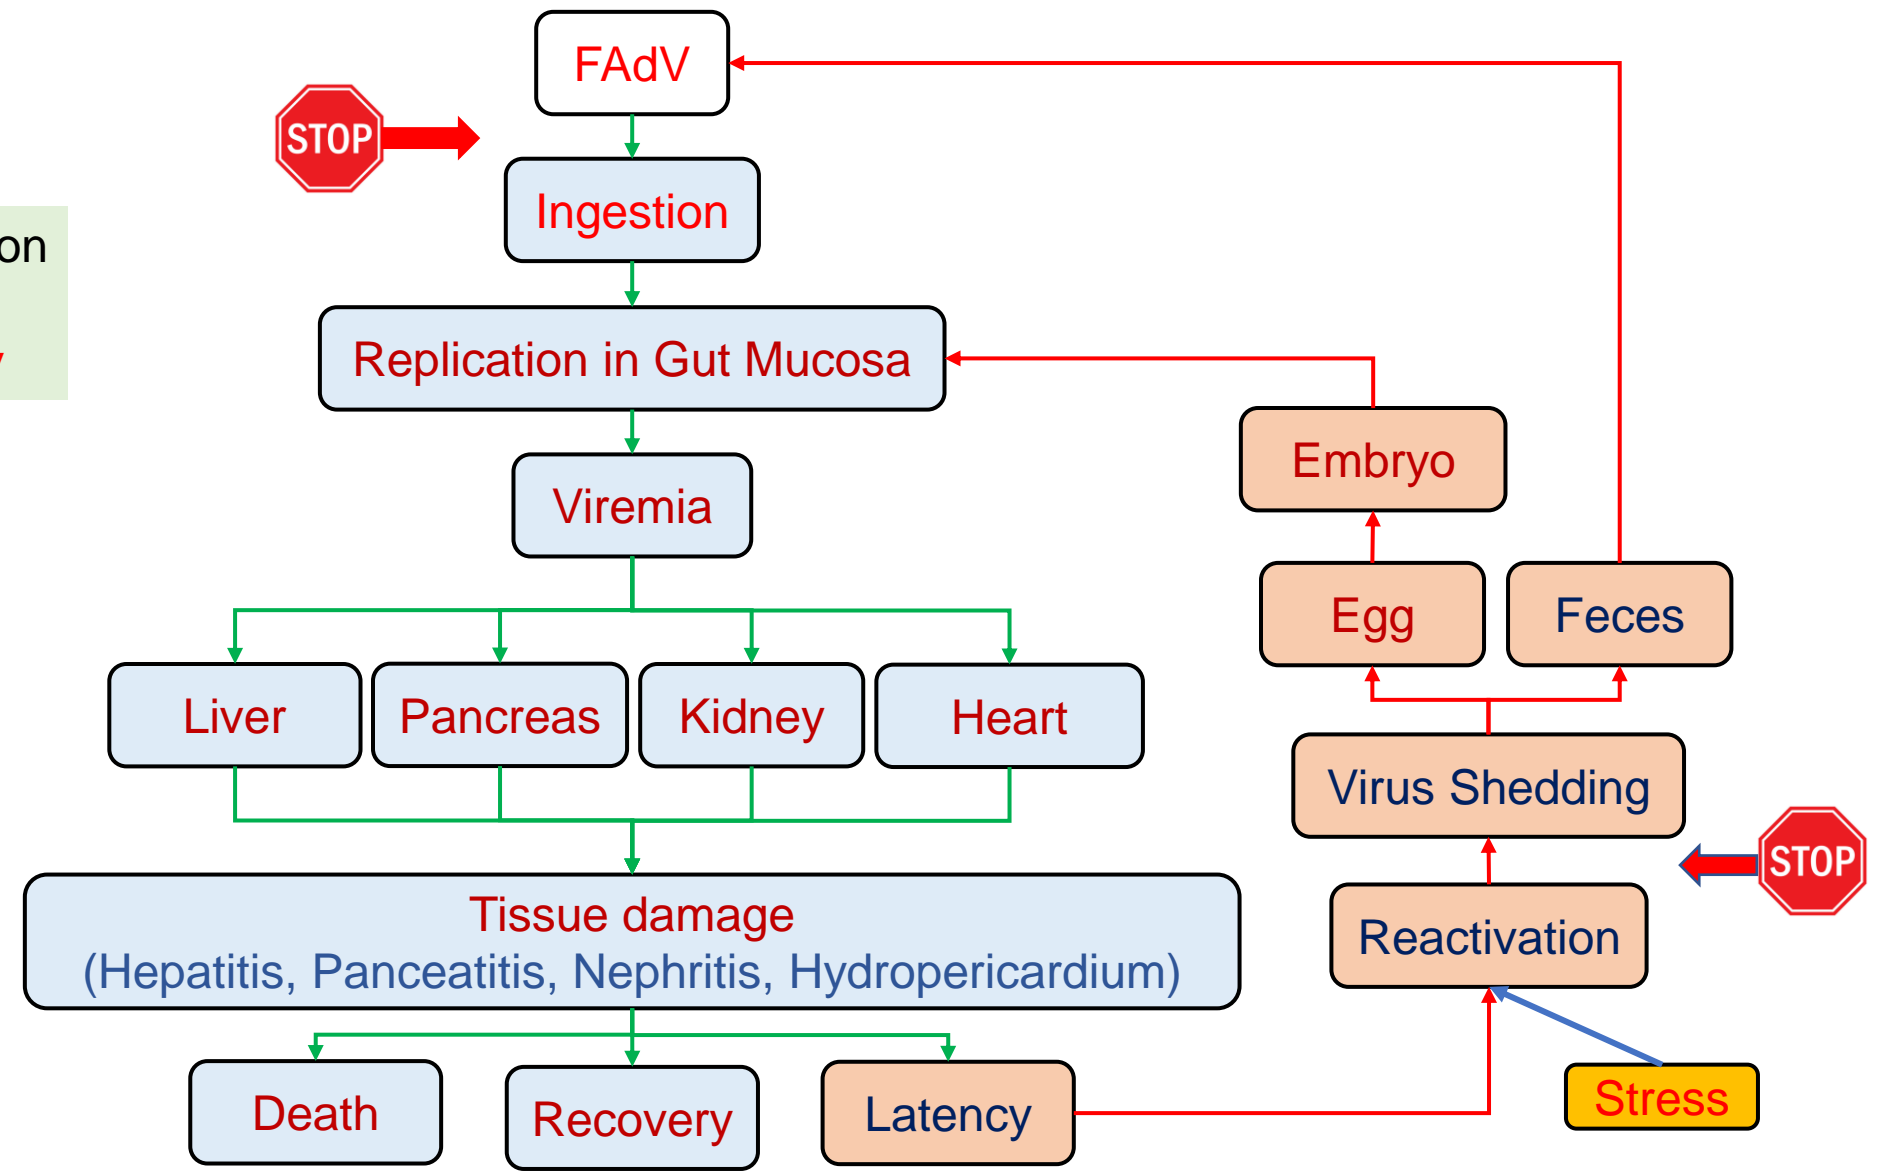 FAdV
STOP
Ingestion
Replication in Gut Mucosa
Viremia
Liver
Pancreas
Kidney
Heart
Tissue damage
(Hepatitis, Panceatitis, Nephritis, Hydropericardium)
Death
Recovery
Latency
Embryo
Egg
Feces
Virus Shedding
STOP
Reactivation
Stress